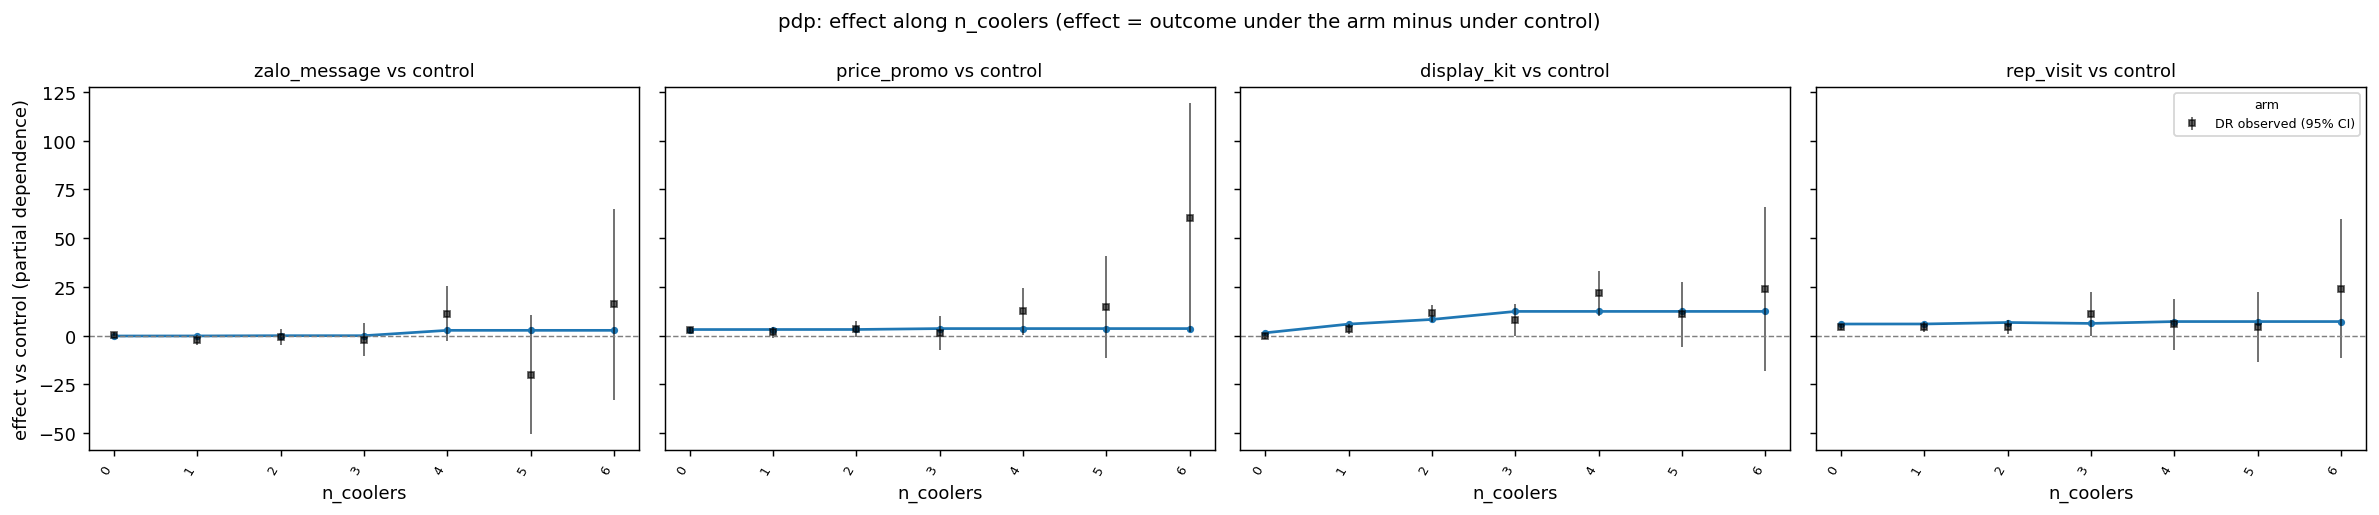 pdp: effect along n_coolers (effect = outcome under the arm minus under control)
zalo_message vs control
price_promo vs control
display_kit vs control
rep_visit vs control
effect vs control (partial dependence)
125
100
75
50
25
0
−25
−50
arm
DR observed (95% CI)
0 1 2 3 4 5 6
0 1 2 3 4 5 6
0 1 2 3 4 5 6
0 1 2 3 4 5 6
n_coolers
n_coolers
n_coolers
n_coolers